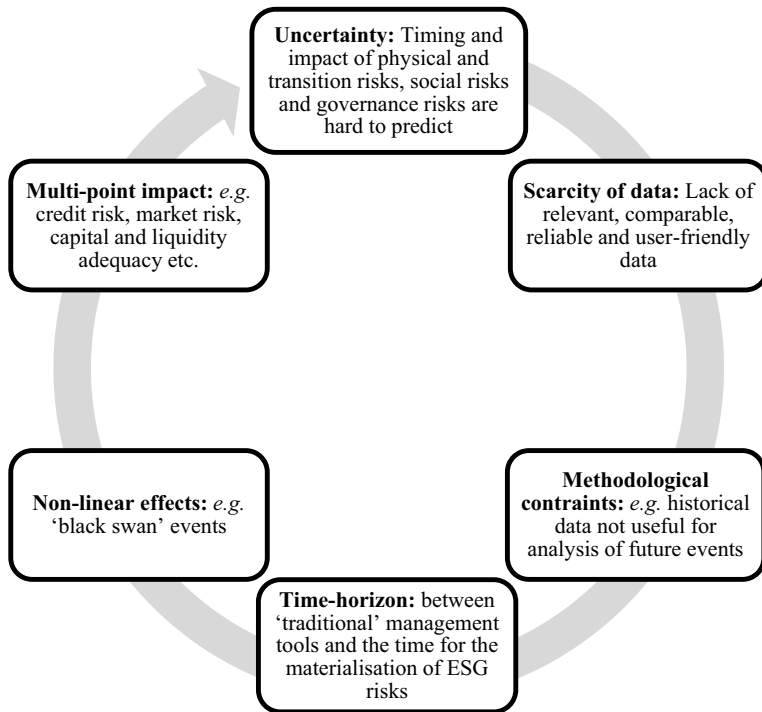 Uncertainty: Timing and
impact of physical and
transition risks, social risks
and governance risks are
hard to predict
Scarcity of data: Lack of
relevant, comparable,
reliable and user-friendly
data
Methodological
contraints: e.g. historical
data not useful for
analysis of future events
Time-horizon: between
‘traditional’ management
tools and the time for the
materialisation of ESG
risks
Non-linear effects: e.g.
‘black swan’ events
Multi-point impact: e.g.
credit risk, market risk,
capital and liquidity
adequacy etc.